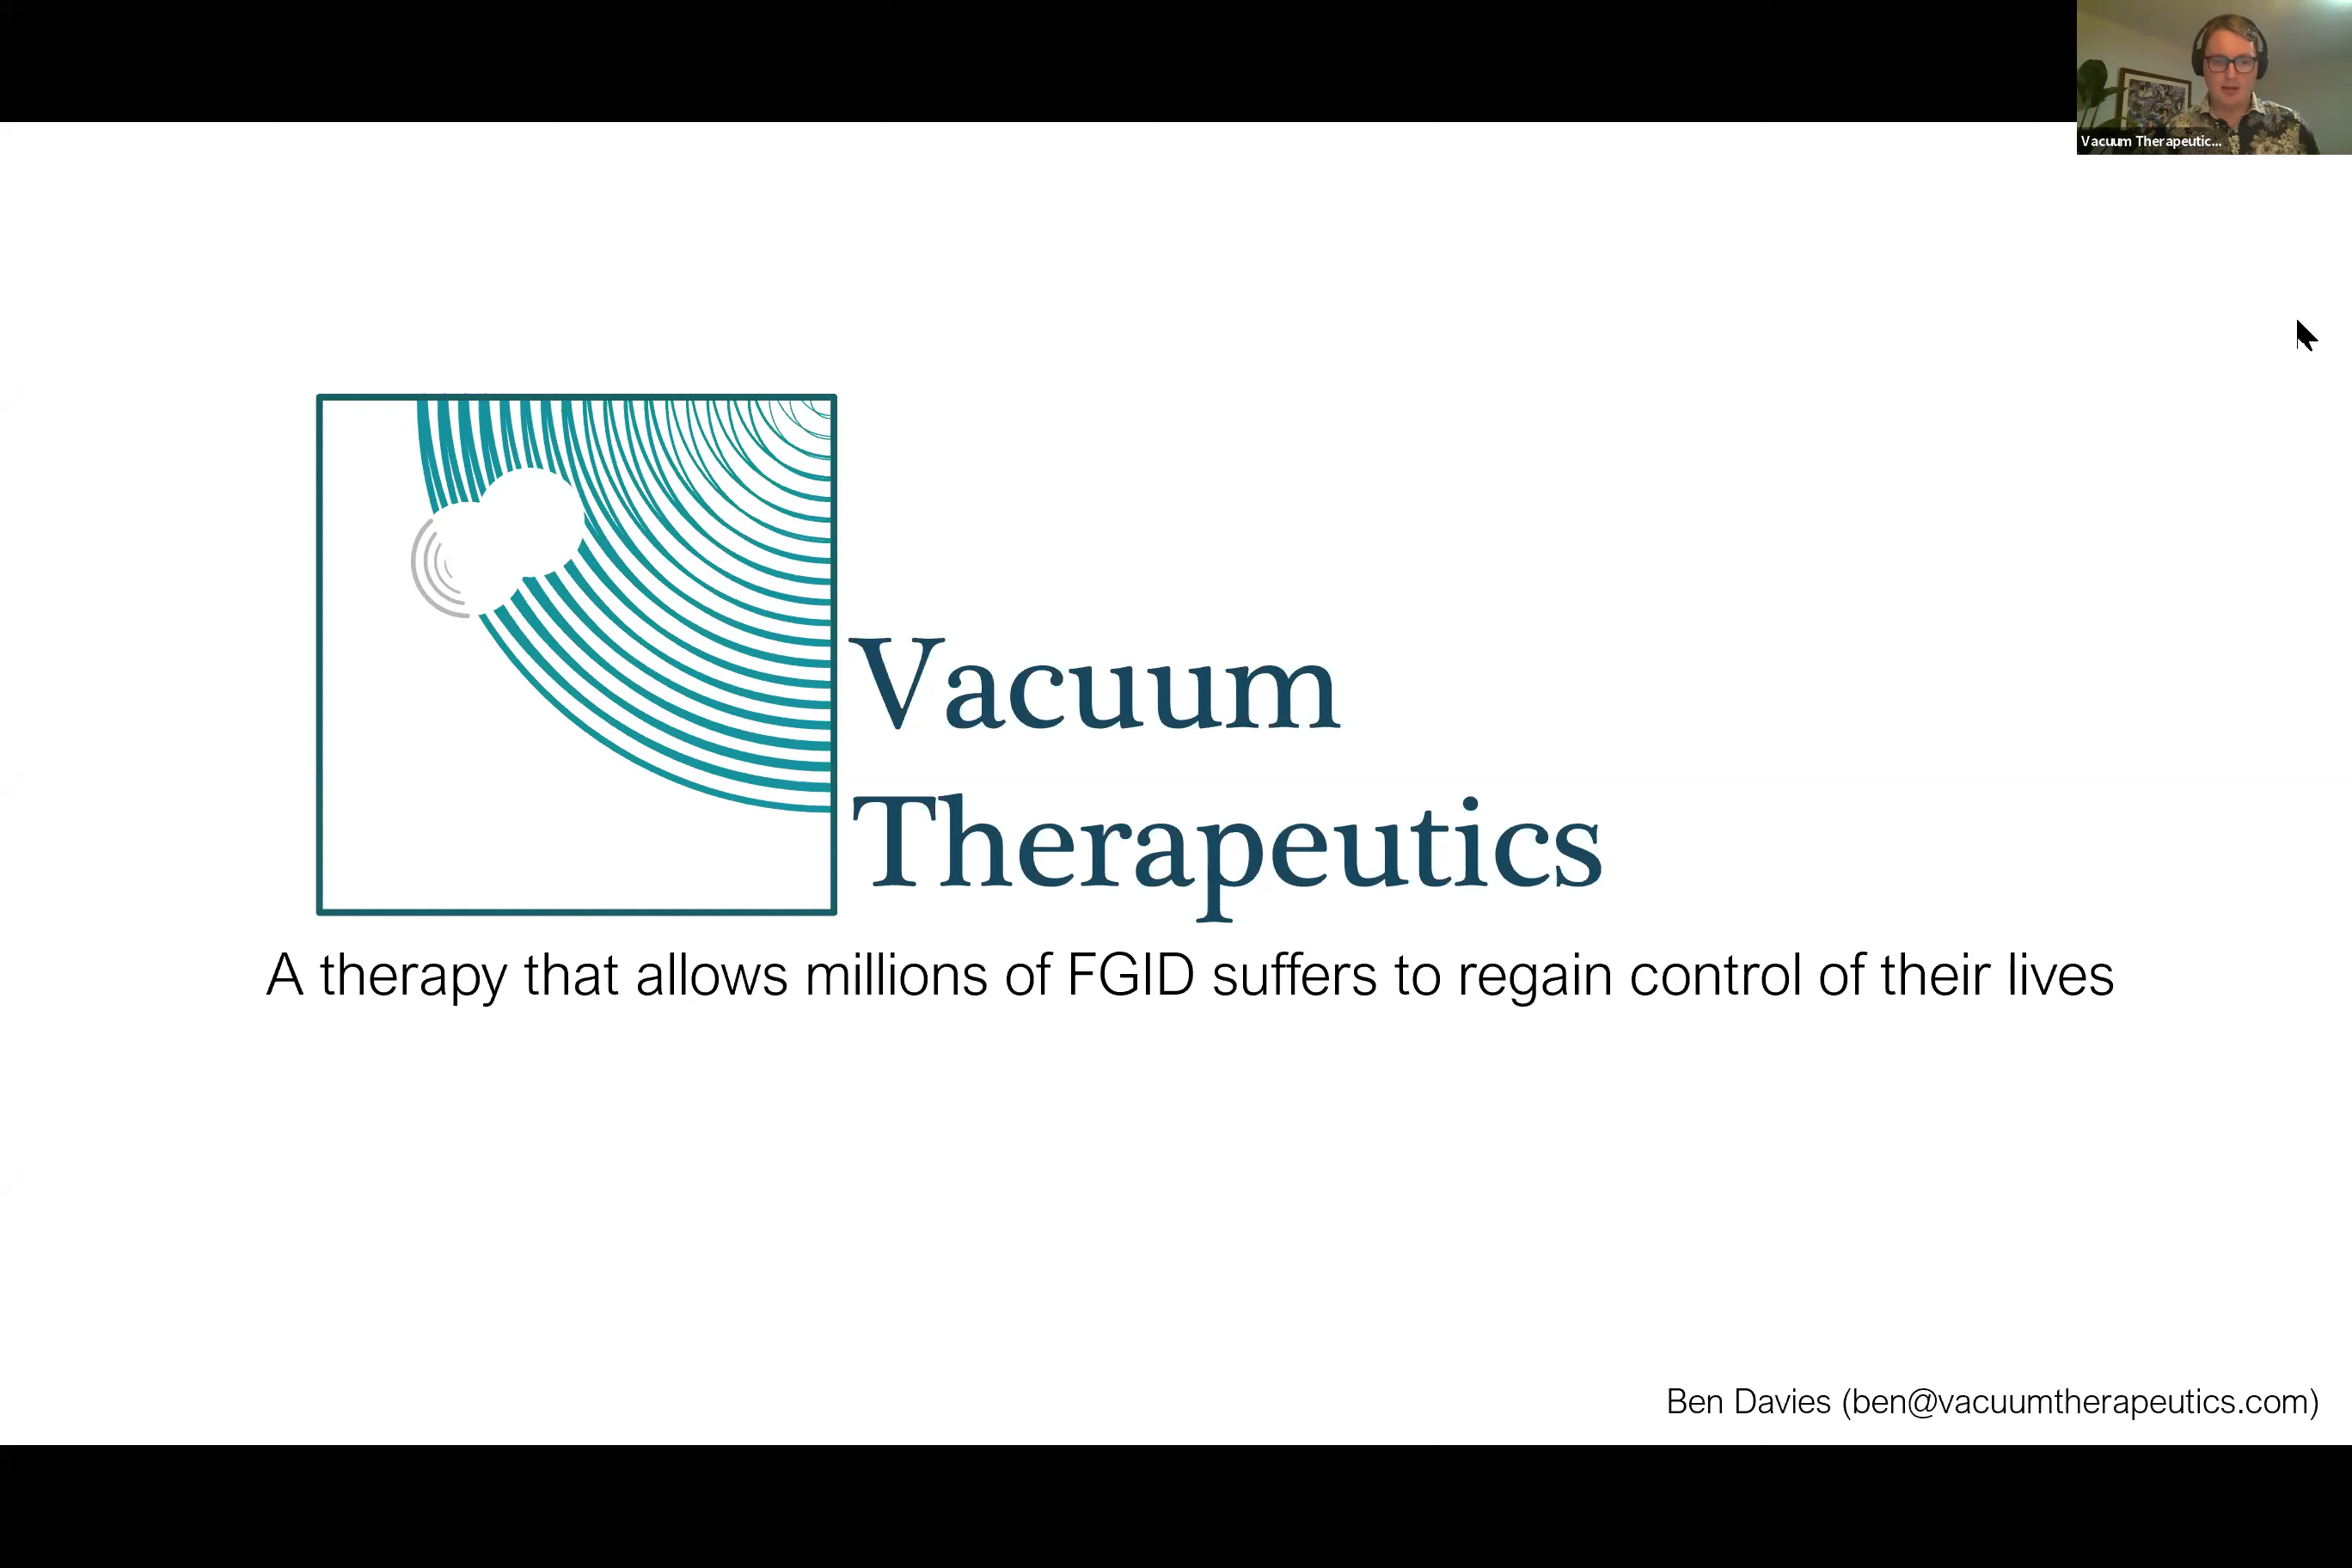 Vacuum Therapeutic...
Vacuum
Therapeutics
A therapy that allows millions of FGID suffers to regain control of their lives
Ben Davies (ben@vacuumtherapeutics.com)